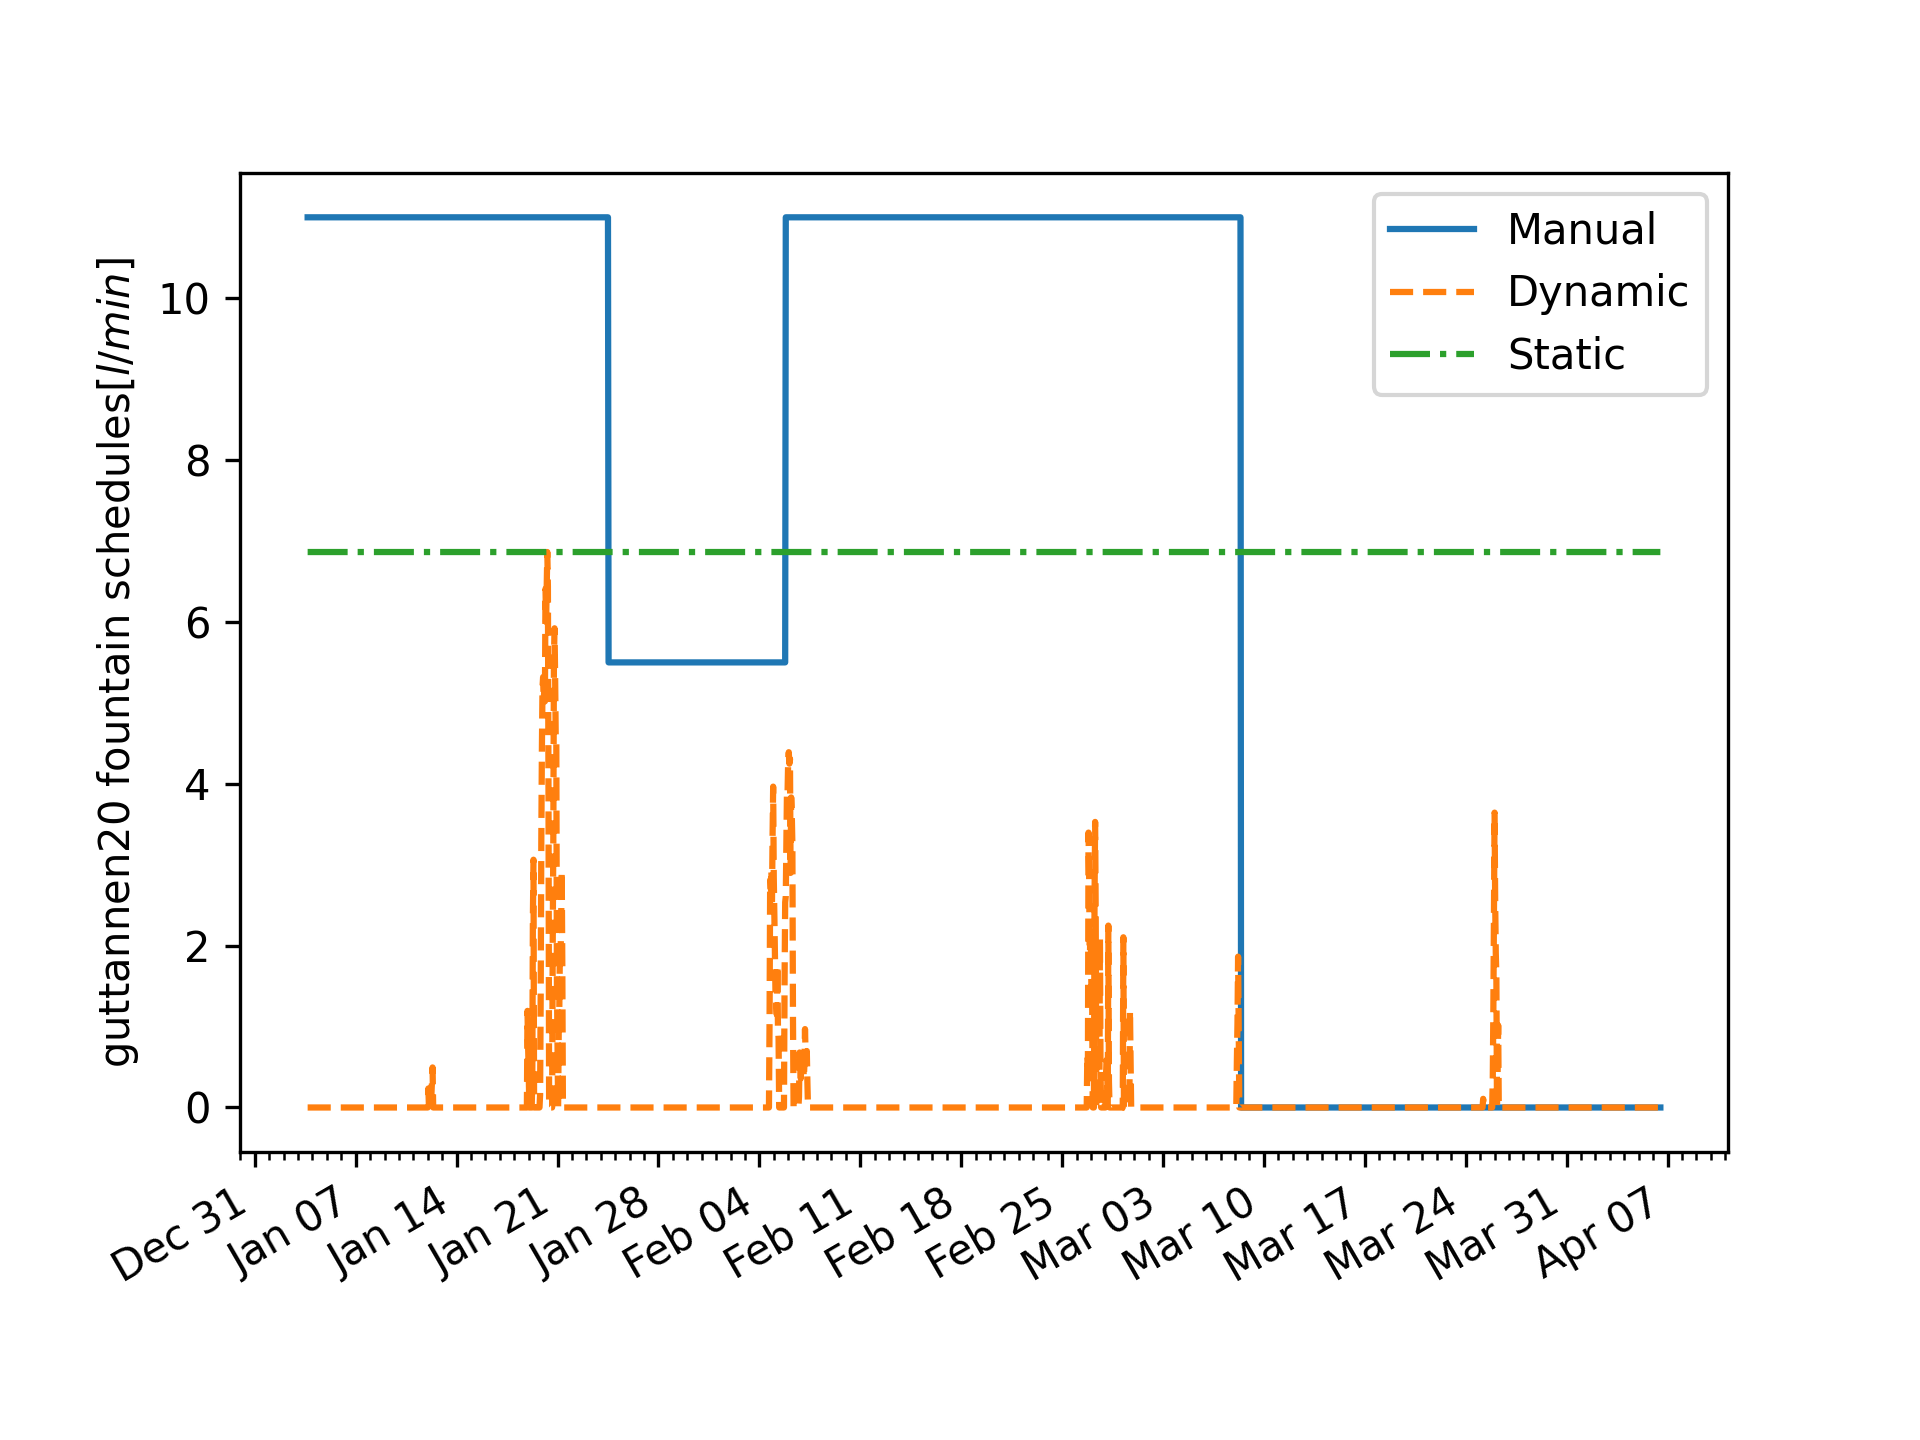 guttannen20 fountain schedules[l/min]
10
8
6
4
2
0
Manual
Dynamic
Static
Dec 31
Jan 07
Jan 14
Jan 21
Jan 28
Feb 04
Feb 11
Feb 18
Feb 25
Mar 03
Mar 10
Mar 17
Mar 24
Mar 31
Apr 07